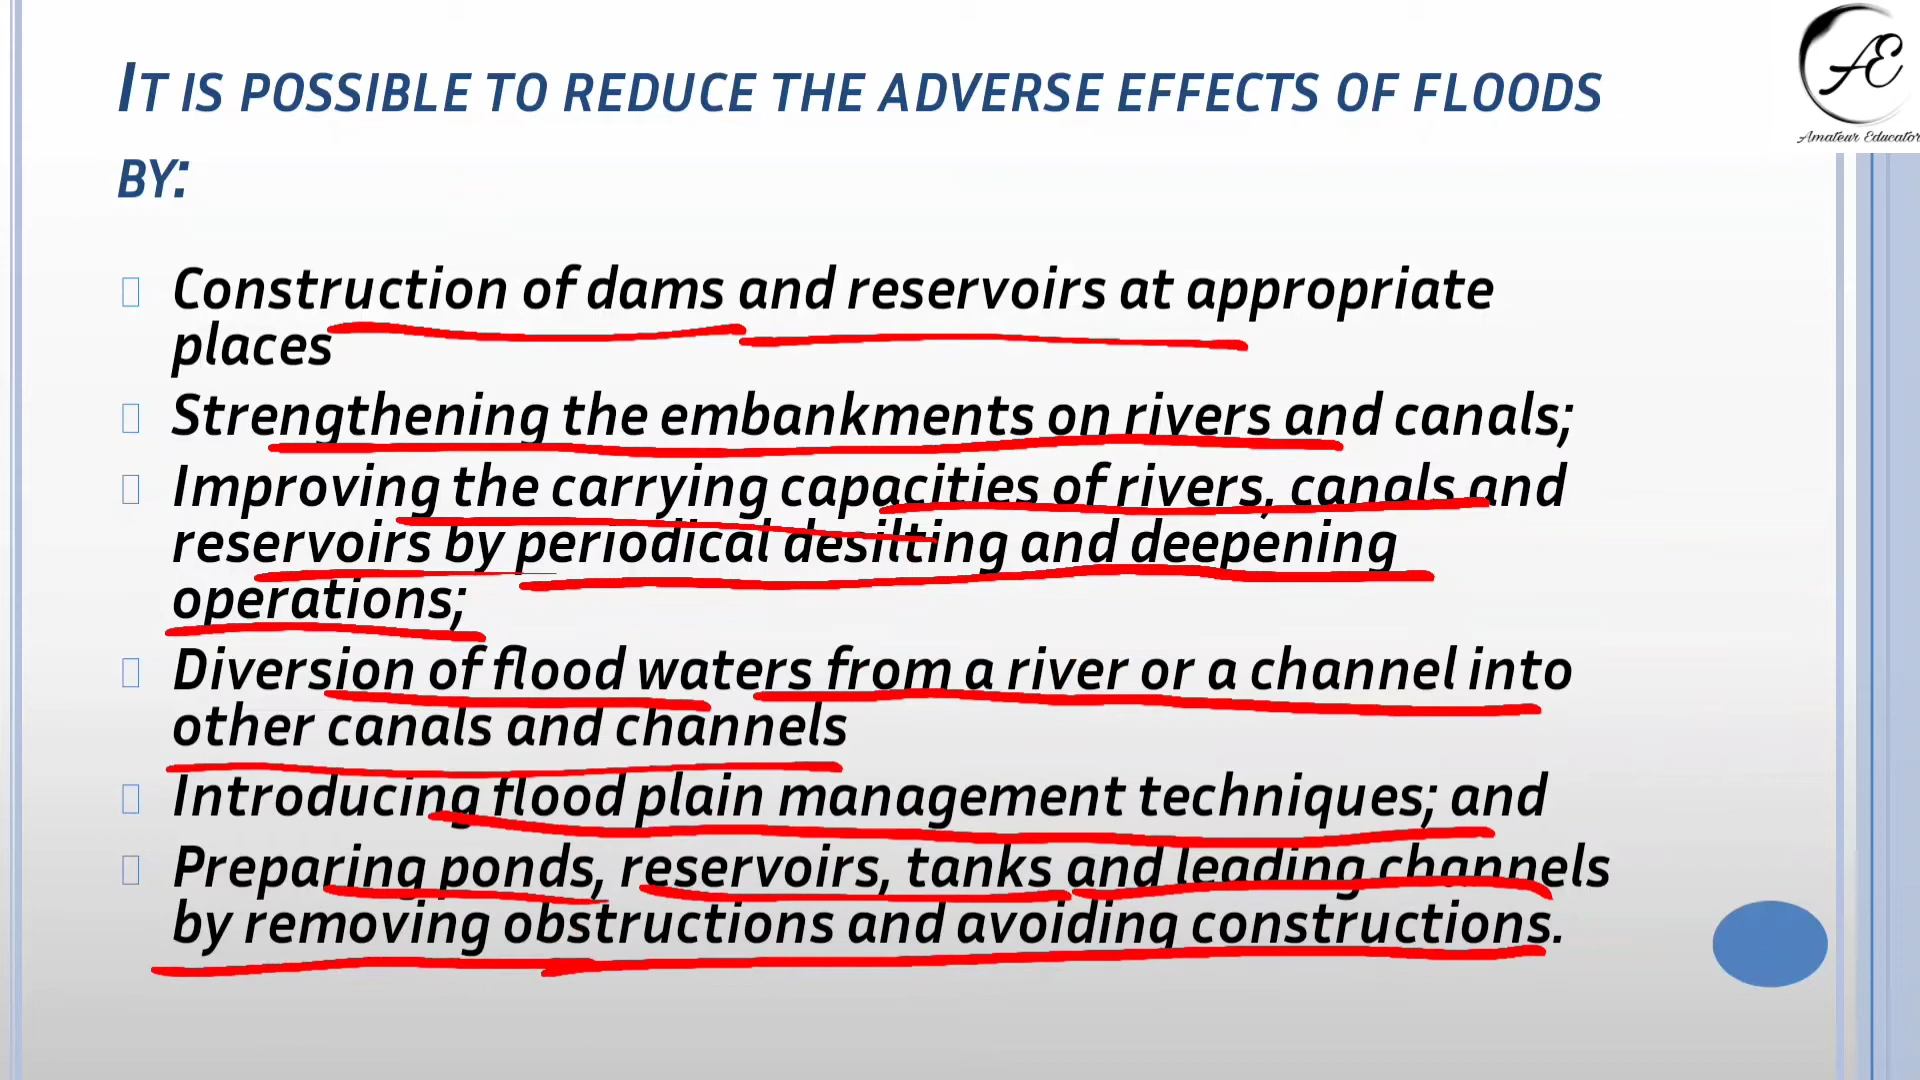 IT IS POSSIBLE TO REDUCE THE ADVERSE EFFECTS OF FLOODS
BY:
AE
Amateur Educator
Construction of dams and reservoirs at appropriate
places
Strengthening the embankments on rivers and canals;
Improving the carrying capacities of rivers, canals and
reservoirs by periodical desilting and deepening
operations;
Diversion of flood waters from a river or a channel into
other canals and channels
Introducing flood plain management techniques; and
Preparing ponds, reservoirs, tanks and leading channels
by removing obstructions and avoiding constructions.